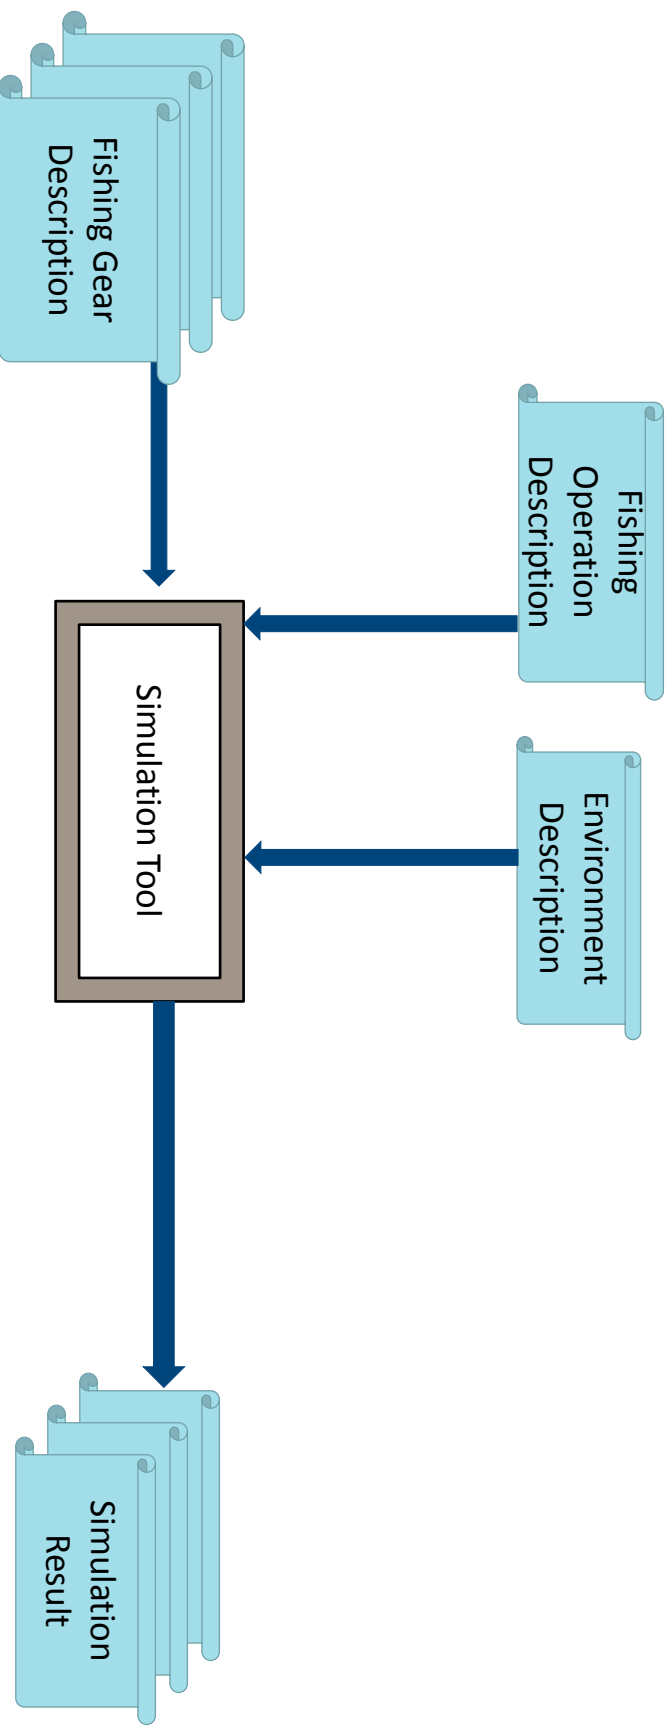 Fishing Gear
Description
Fishing
Operation
Description
Environment
Description
Simulation Tool
Simulation
Result